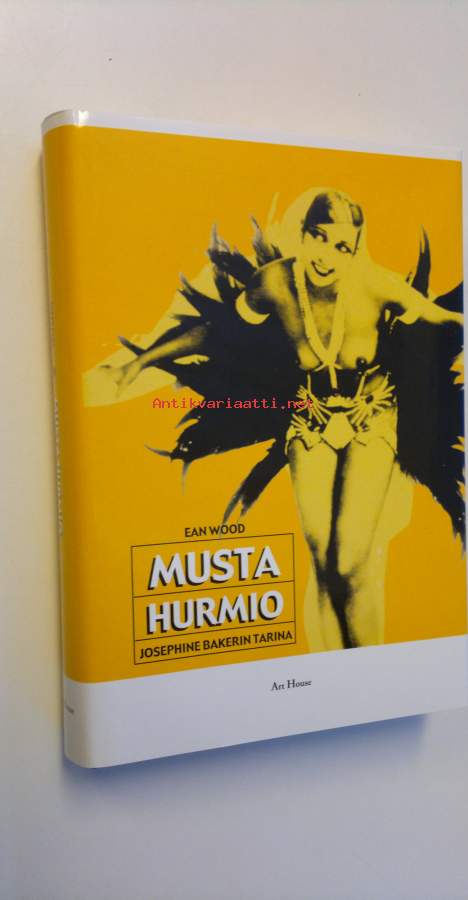 Antikvariaatti.net
EAN WOOD
MUSTA
HURMIO
JOSEPHINE BAKERIN TARINA
Art House